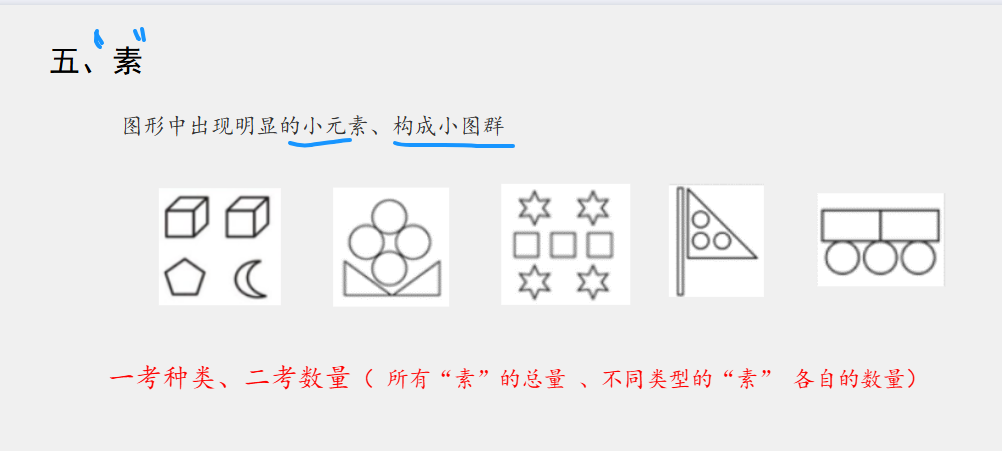 五、素
图形中出现明显的小元素、构成小图群
一考种类、二考数量（ 所有“素”的总量 、不同类型的“素” 各自的数量）